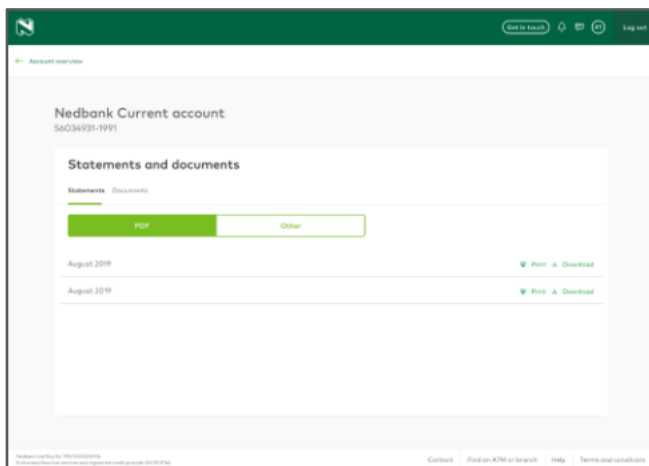 Get in touch
Log out
Account overview
Nedbank Current account
56034931-1991
Statements and documents
Statements Documents
PDF Other
August 2019 Print Download
August 2019 Print Download
Contact Find an ATM or branch Help Terms and conditions